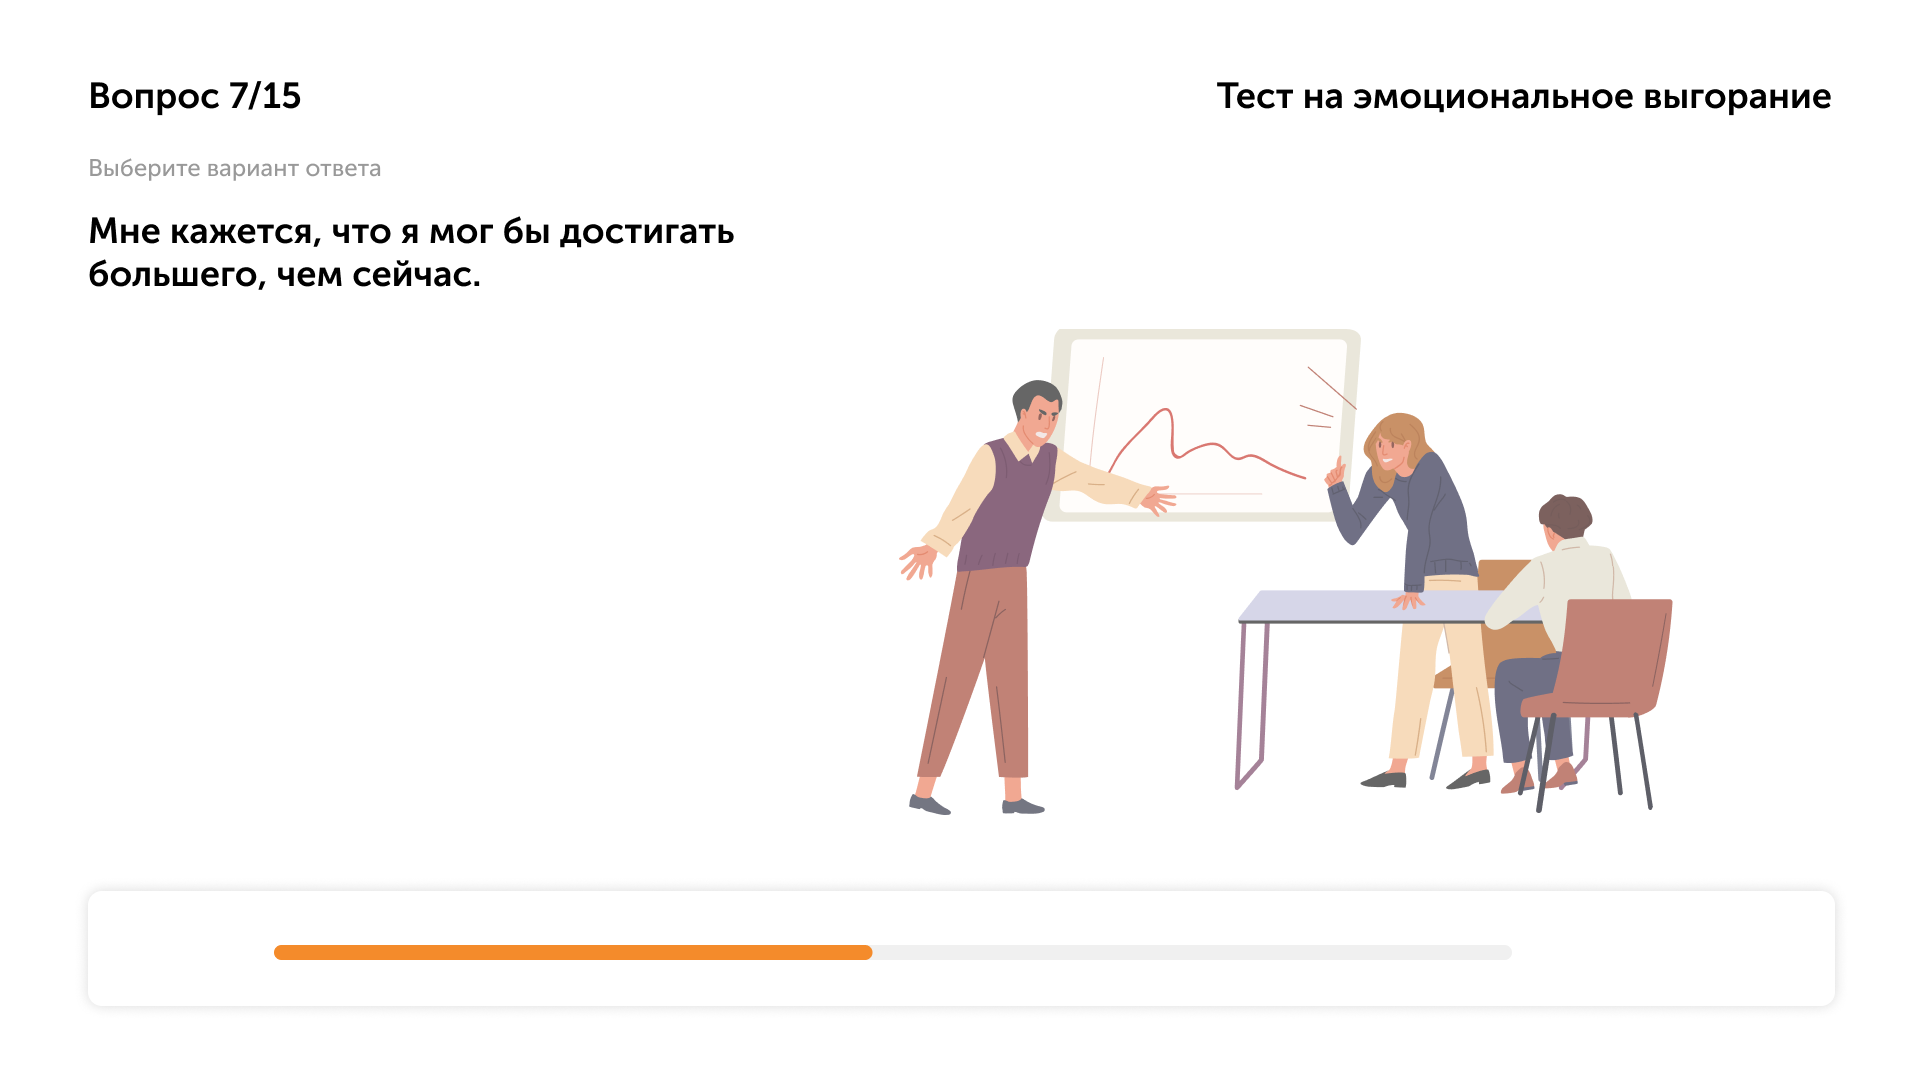 Вопрос 7/15
Тест на эмоциональное выгорание
Выберите вариант ответа
Мне кажется, что я мог бы достигать
большего, чем сейчас.